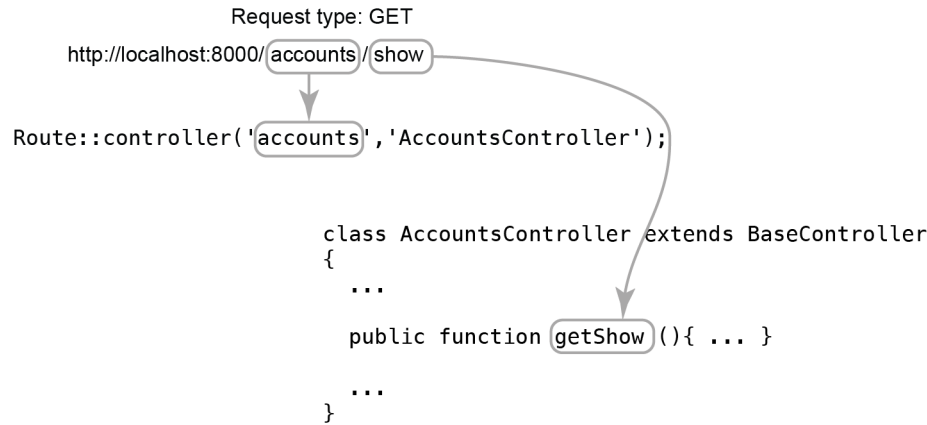 Request type: GET
http://localhost:8000/accounts/show
Route::controller('accounts','AccountsController');
class AccountsController extends BaseController
{
...
public function getShow(){ ... }
...
}